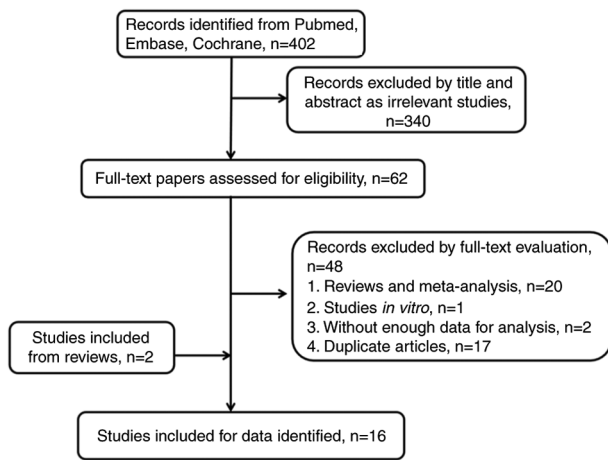 Records identified from Pubmed,
Embase, Cochrane, n=402
Records excluded by title and
abstract as irrelevant studies,
n=340
Full-text papers assessed for eligibility, n=62
Records excluded by full-text evaluation,
n=48
1. Reviews and meta-analysis, n=20
2. Studies in vitro, n=1
3. Without enough data for analysis, n=2
4. Duplicate articles, n=17
Studies included
from reviews, n=2
Studies included for data identified, n=16